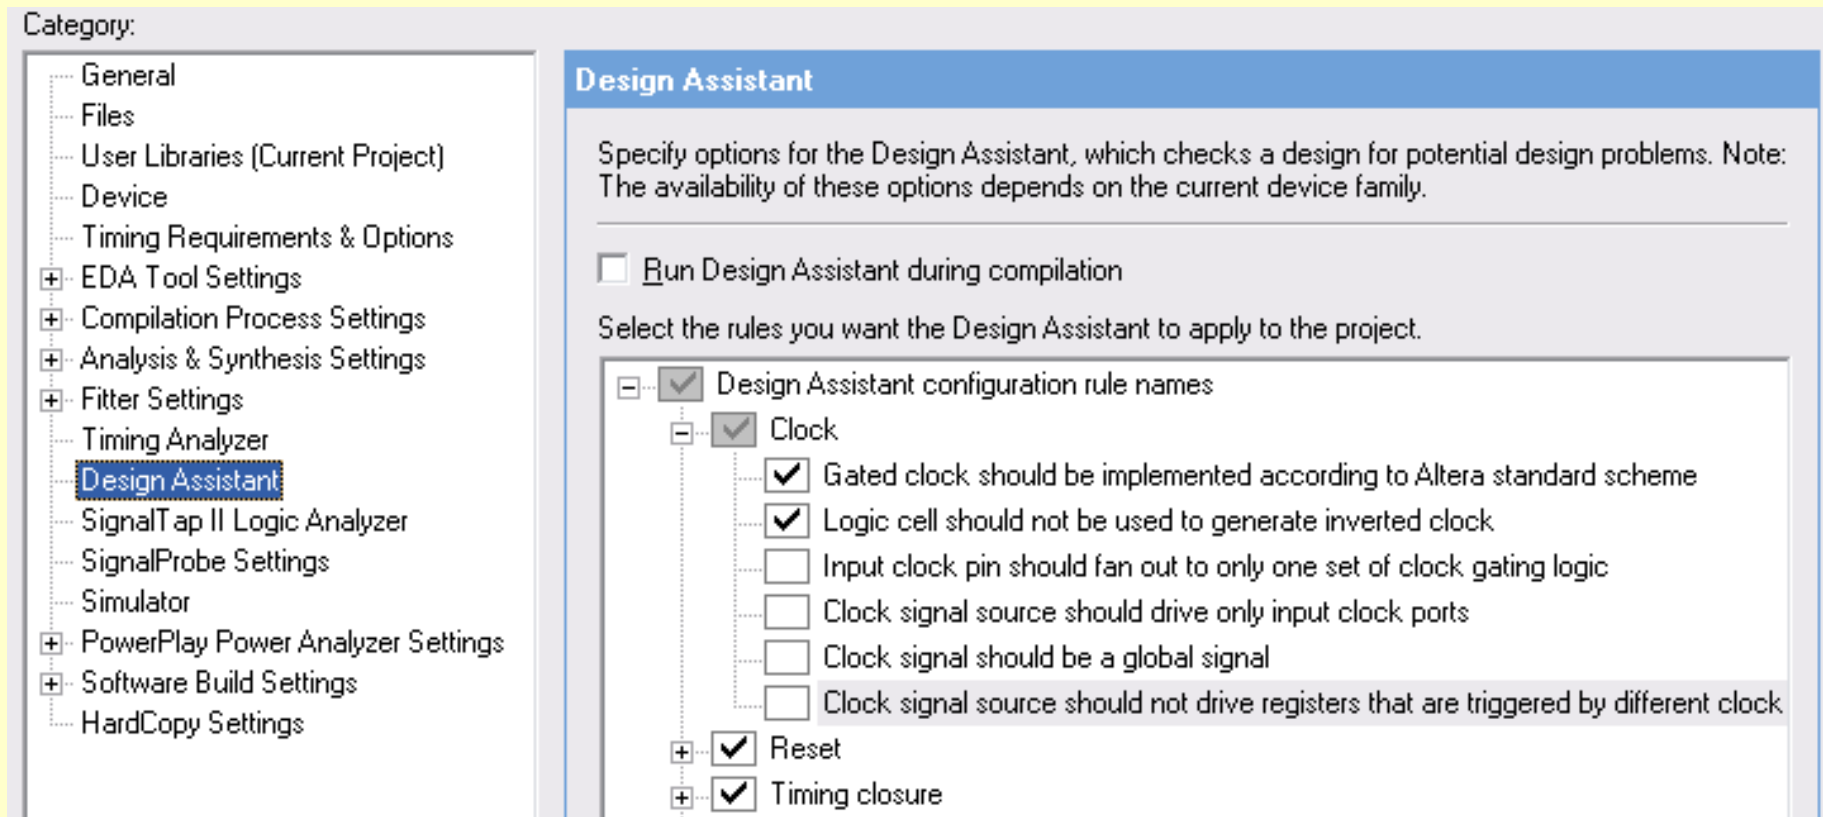 Category:
General
Files
User Libraries (Current Project)
Device
Timing Requirements & Options
EDA Tool Settings
Compilation Process Settings
Analysis & Synthesis Settings
Fitter Settings
Timing Analyzer
Design Assistant
SignalTap II Logic Analyzer
SignalProbe Settings
Simulator
PowerPlay Power Analyzer Settings
Software Build Settings
HardCopy Settings
Design Assistant
Specify options for the Design Assistant, which checks a design for potential design problems. Note:
The availability of these options depends on the current device family.
Run Design Assistant during compilation
Select the rules you want the Design Assistant to apply to the project.
Design Assistant configuration rule names
Clock
Gated clock should be implemented according to Altera standard scheme
Logic cell should not be used to generate inverted clock
Input clock pin should fan out to only one set of clock gating logic
Clock signal source should drive only input clock ports
Clock signal should be a global signal
Clock signal source should not drive registers that are triggered by different clock
Reset
Timing closure